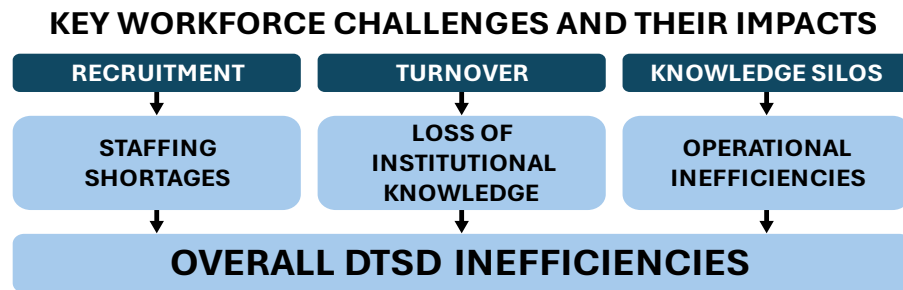 KEY WORKFORCE CHALLENGES AND THEIR IMPACTS
RECRUITMENT
TURNOVER
KNOWLEDGE SILOS
STAFFING
SHORTAGES
LOSS OF
INSTITUTIONAL
KNOWLEDGE
OPERATIONAL
INEFFICIENCIES
OVERALL DTSD INEFFICIENCIES